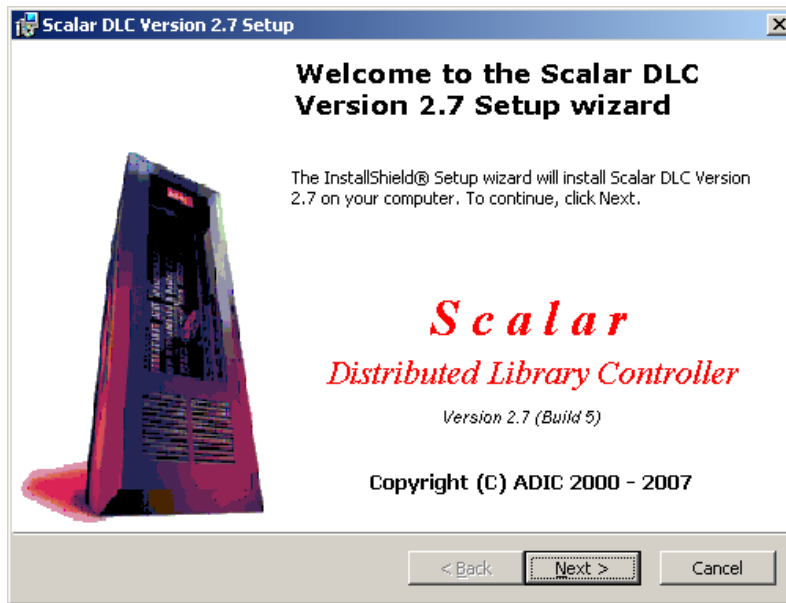 Scalar DLC Version 2.7 Setup
Welcome to the Scalar DLC
Version 2.7 Setup wizard
The InstallShield® Setup wizard will install Scalar DLC Version
2.7 on your computer. To continue, click Next.
Scalar
Distributed Library Controller
Version 2.7 (Build 5)
Copyright (C) ADIC 2000 - 2007
< Back
Next >
Cancel